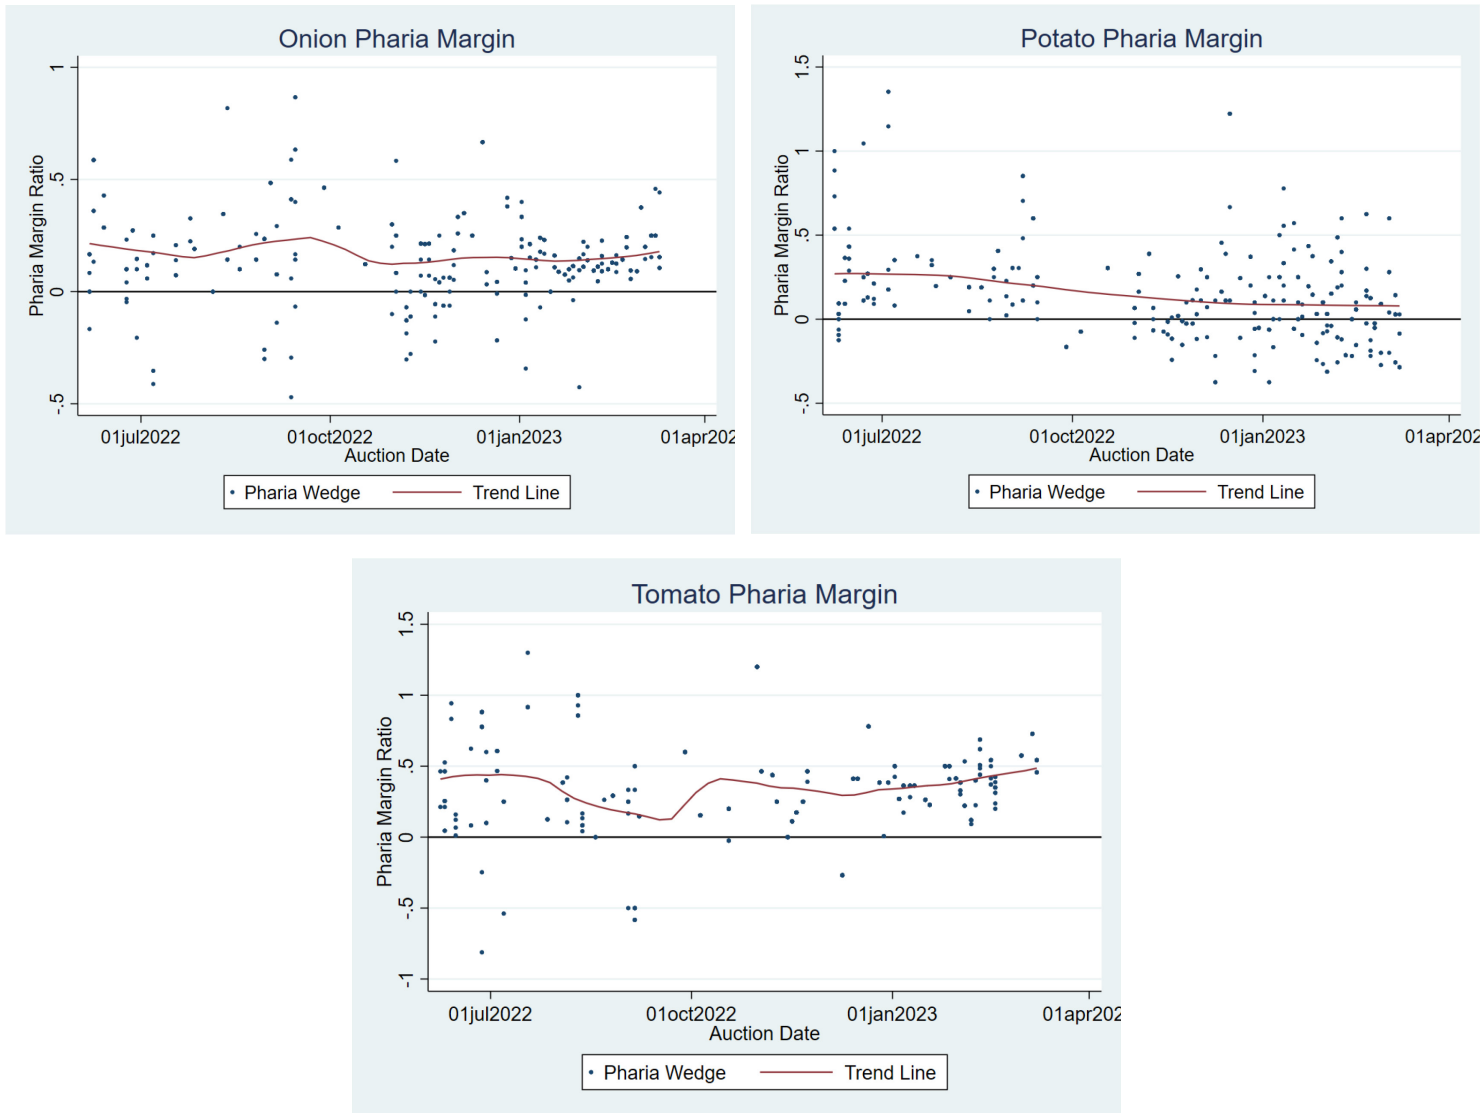 Onion Pharia Margin
Pharia Margin Ratio
1
.5
0
-.5
01jul2022 01oct2022 01jan2023 01apr202
Auction Date
Pharia Wedge Trend Line
Potato Pharia Margin
Pharia Margin Ratio
1.5
1
.5
0
-.5
01jul2022 01oct2022 01jan2023 01apr202
Auction Date
Pharia Wedge Trend Line
Tomato Pharia Margin
Pharia Margin Ratio
1.5
1
.5
0
-.5
-1
01jul2022 01oct2022 01jan2023 01apr202
Auction Date
Pharia Wedge Trend Line